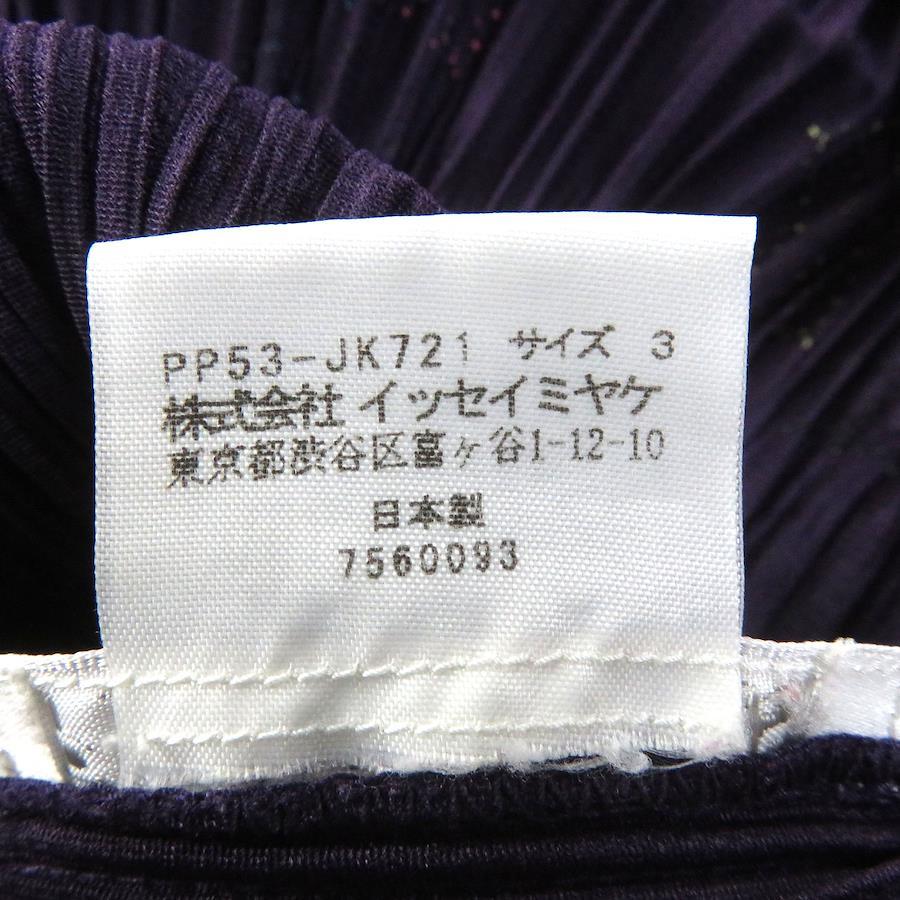 PP53-JK721 サイズ 3
株式会社 イッセイミヤケ
東京都渋谷区富ヶ谷1-12-10
日本製
7560093